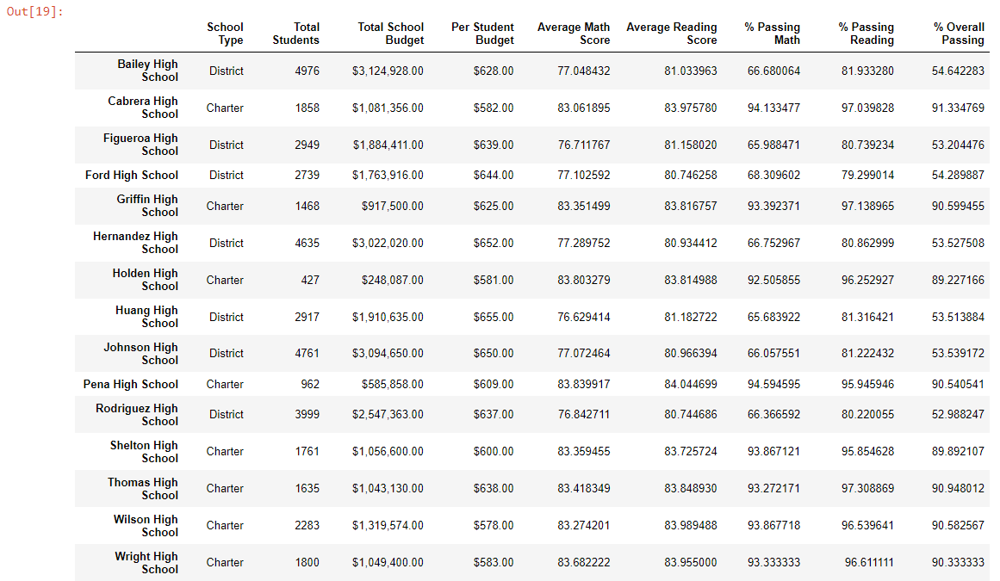 Out[19]:
School Type Total Students Total School Budget Per Student Budget Average Math Score Average Reading Score % Passing Math % Passing Reading % Overall Passing
Bailey High School District 4976 $3,124,928.00 $628.00 77.048432 81.033963 66.680064 81.933280 54.642283
Cabrera High School Charter 1858 $1,081,356.00 $582.00 83.061895 83.975780 94.133477 97.039828 91.334769
Figueroa High School District 2949 $1,884,411.00 $639.00 76.711767 81.158020 65.988471 80.739234 53.204476
Ford High School District 2739 $1,763,916.00 $644.00 77.102592 80.746258 68.309602 79.299014 54.289887
Griffin High School Charter 1468 $917,500.00 $625.00 83.351499 83.816757 93.392371 97.138965 90.599455
Hernandez High School District 4635 $3,022,020.00 $652.00 77.289752 80.934412 66.752967 80.862999 53.527508
Holden High School Charter 427 $248,087.00 $581.00 83.803279 83.814988 92.505855 96.252927 89.227166
Huang High School District 2917 $1,910,635.00 $655.00 76.629414 81.182722 65.683922 81.316421 53.513884
Johnson High School District 4761 $3,094,650.00 $650.00 77.072464 80.966394 66.057551 81.222432 53.539172
Pena High School Charter 962 $585,858.00 $609.00 83.839917 84.044699 94.594595 95.945946 90.540541
Rodriguez High School District 3999 $2,547,363.00 $637.00 76.842711 80.744686 66.366592 80.220055 52.988247
Shelton High School Charter 1761 $1,056,600.00 $600.00 83.359455 83.725724 93.867121 95.854628 89.892107
Thomas High School Charter 1635 $1,043,130.00 $638.00 83.418349 83.848930 93.272171 97.308869 90.948012
Wilson High School Charter 2283 $1,319,574.00 $578.00 83.274201 83.989488 93.867718 96.539641 90.582567
Wright High School Charter 1800 $1,049,400.00 $583.00 83.682222 83.955000 93.333333 96.611111 90.333333